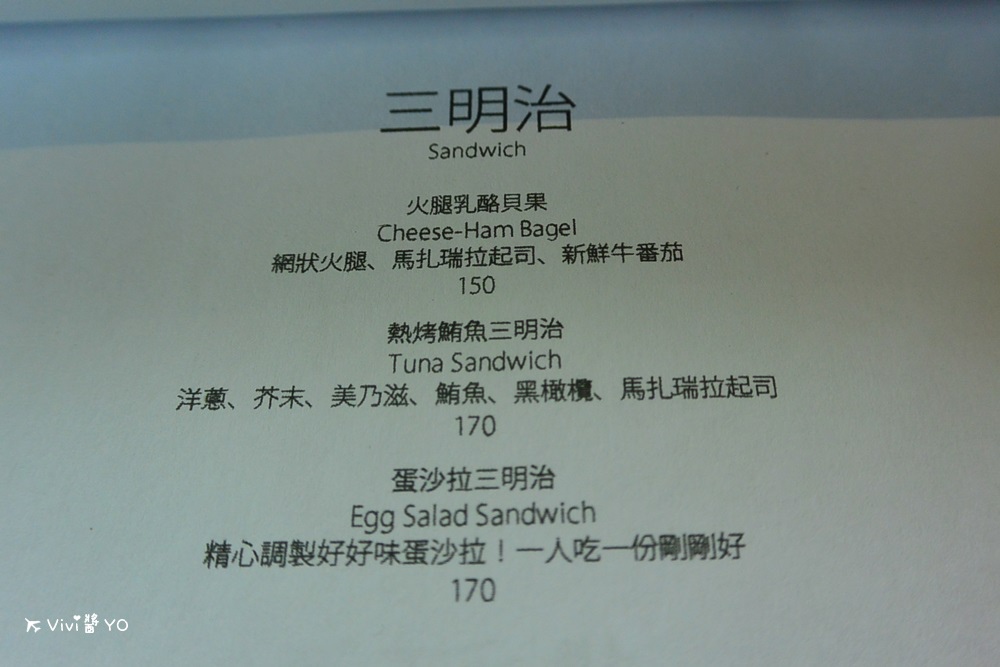 三明治
Sandwich
火腿乳酪貝果
Cheese-Ham Bagel
網狀火腿、馬扎瑞拉起司、新鮮牛番茄
150
熱烤鮪魚三明治
Tuna Sandwich
洋蔥、芥末、美乃滋、鮪魚、黑橄欖、馬扎瑞拉起司
170
蛋沙拉三明治
Egg Salad Sandwich
精心調製好好味蛋沙拉！一人吃一份剛剛好
170
Vivi醬 YO